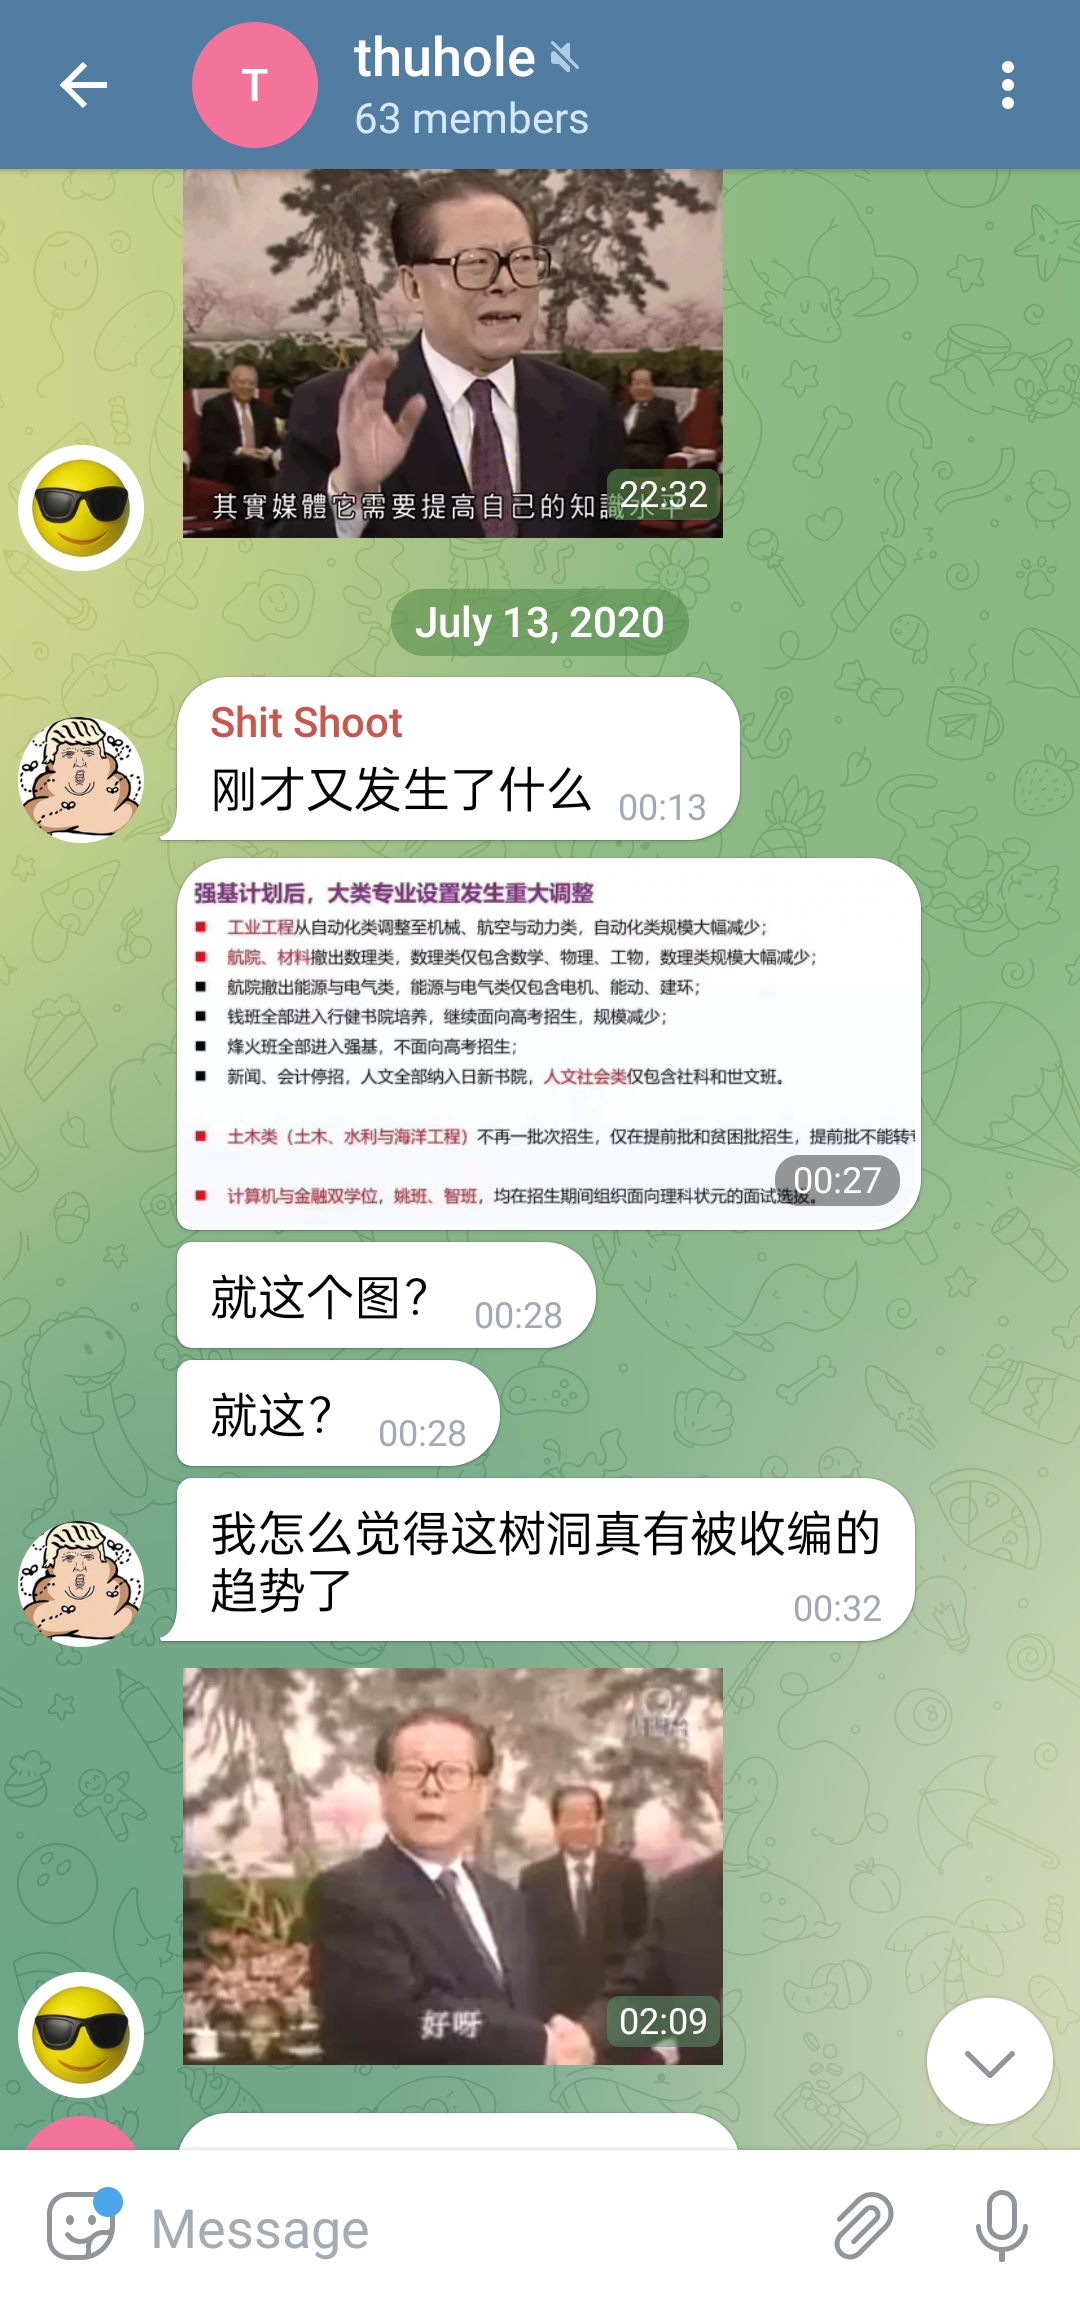 T
thuhole
63 members
其實媒體它需要提高自己的知識水平
22:32
July 13, 2020
Shit Shoot
刚才又发生了什么
00:13
强基计划后，大类专业设置发生重大调整
工业工程从自动化类调整至机械、航空与动力类，自动化类规模大幅减少；
航院、材料撤出数理类，数理类仅包含数学、物理、工物，数理类规模大幅减少；
航院撤出能源与电气类，能源与电气类仅包含电机、能动、建环；
钱班全部进入行健书院培养，继续面向高考招生，规模减少；
烽火班全部进入强基，不面向高考招生；
新闻、会计停招，人文全部纳入日新书院，人文社会类仅包含社科和世文班。
土木类（土木、水利与海洋工程）不再一批次招生，仅在提前批和贫困批招生，提前批不能转
计算机与金融双学位，姚班、智班，均在招生期间组织面向理科状元的面试选拔。
00:27
就这个图？
00:28
就这？
00:28
我怎么觉得这树洞真有被收编的
趋势了
00:32
好呀
02:09
Message